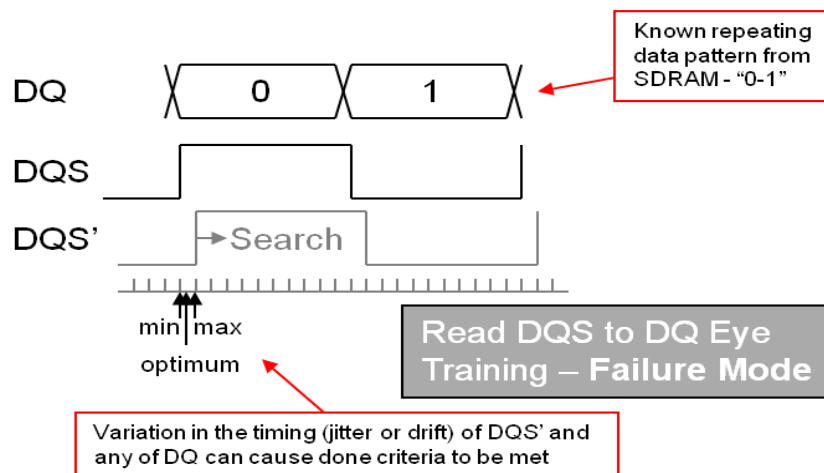 Known repeating
data pattern from
SDRAM - "0-1"
DQ
0
1
DQS
DQS'
Search
min
max
optimum
Read DQS to DQ Eye
Training – Failure Mode
Variation in the timing (jitter or drift) of DQS' and
any of DQ can cause done criteria to be met